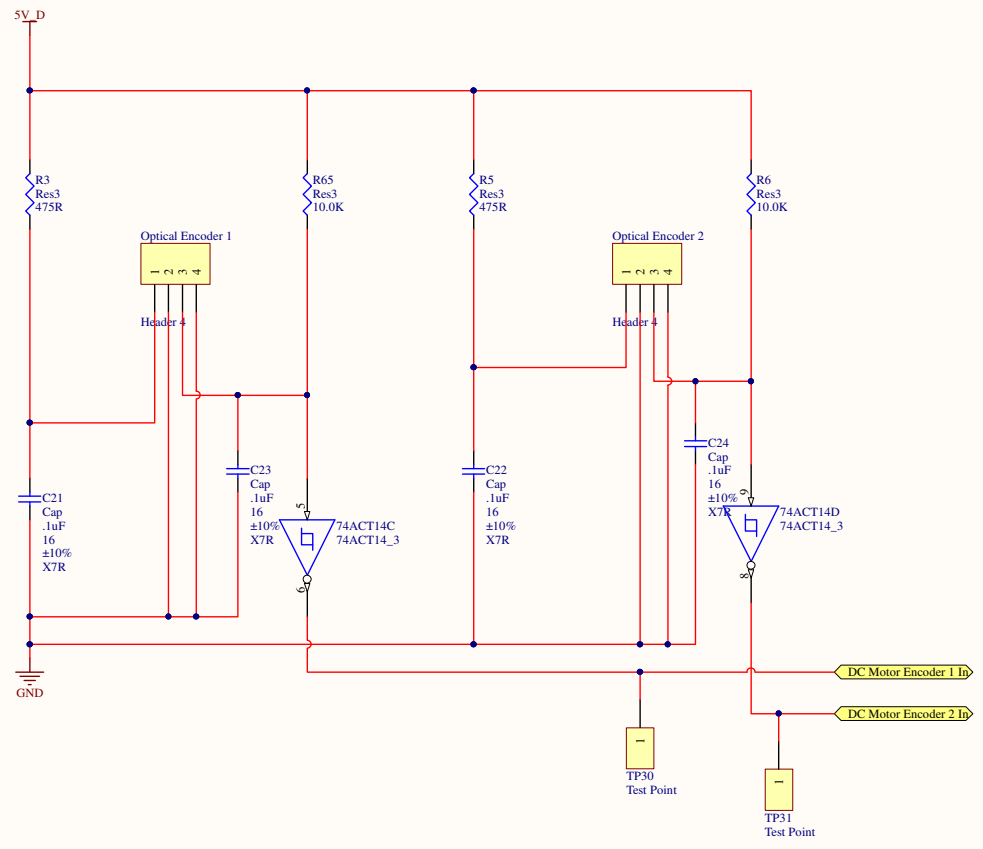 5V_D
R3
Res3
475R
R65
Res3
10.0K
R5
Res3
475R
R6
Res3
10.0K
Optical Encoder 1
1 2 3 4
Header 4
Optical Encoder 2
1 2 3 4
Header 4
C21
Cap
.1uF
16
±10%
X7R
C23
Cap
.1uF
16
±10%
X7R
5
74ACT14C
74ACT14_3
6
C22
Cap
.1uF
16
±10%
X7R
C24
Cap
.1uF
16
±10%
X7R
9
74ACT14D
74ACT14_3
8
GND
DC Motor Encoder 1 In
DC Motor Encoder 2 In
1
TP30
Test Point
1
TP31
Test Point